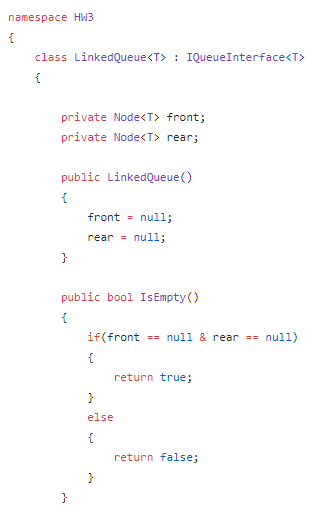 namespace HW3
{
    class LinkedQueue<T> : IQueueInterface<T>
    {
        private Node<T> front;
        private Node<T> rear;
        public LinkedQueue()
        {
            front = null;
            rear = null;
        }
        public bool IsEmpty()
        {
            if(front == null & rear == null)
            {
                return true;
            }
            else
            {
                return false;
            }
        }